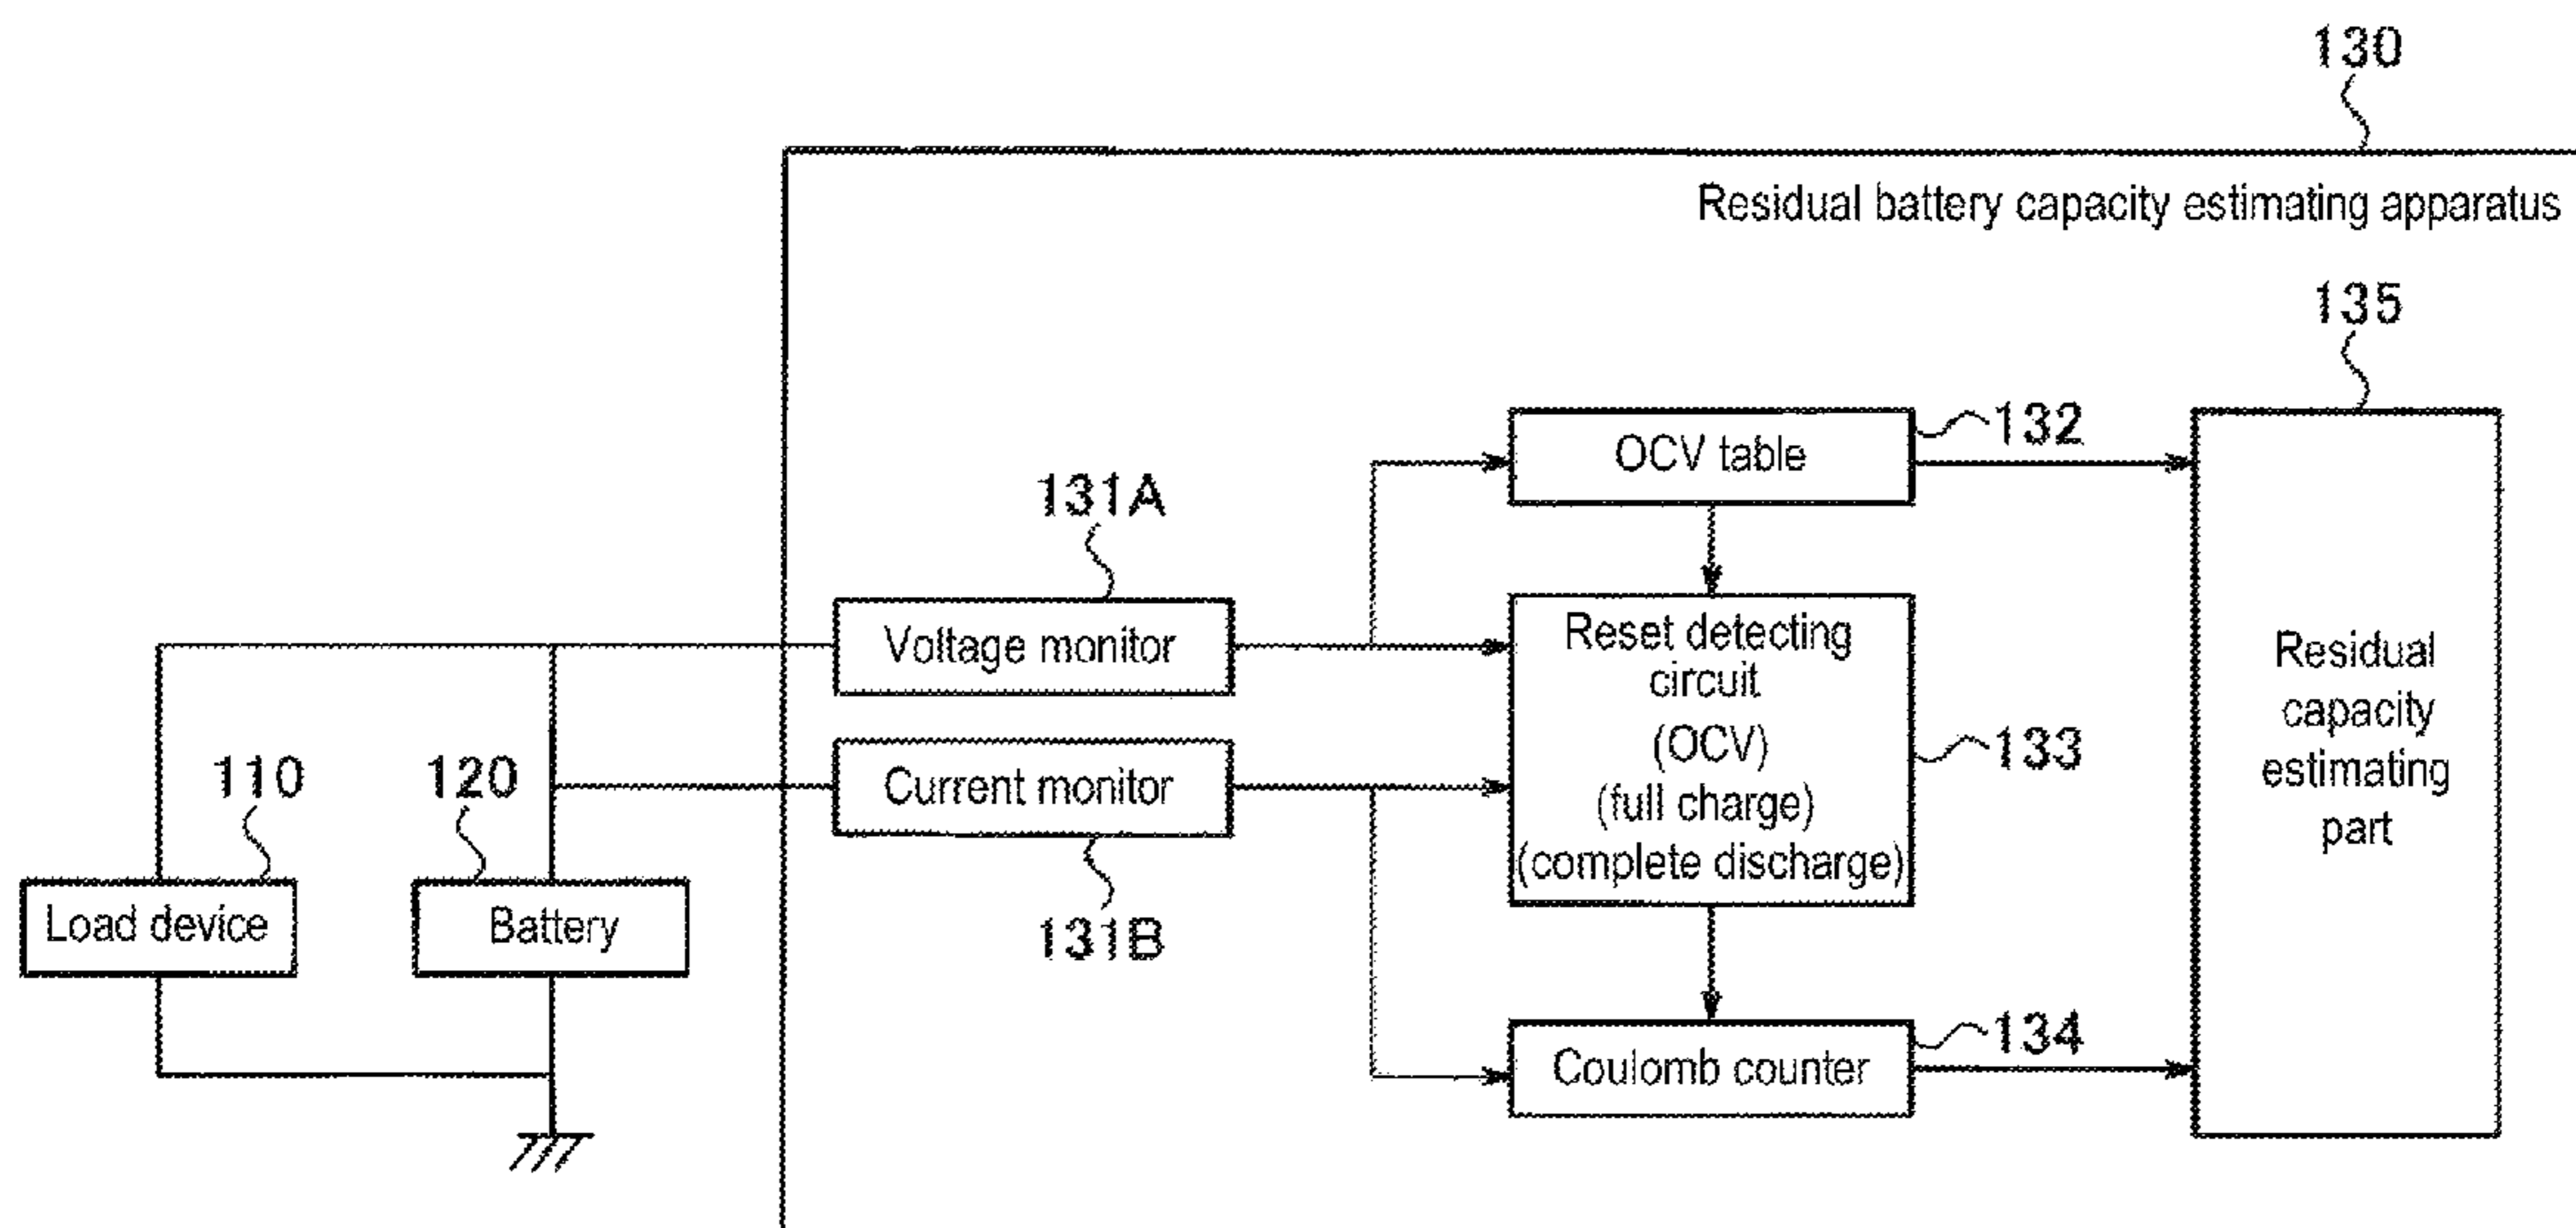 130
Residual battery capacity estimating apparatus
135
132
OCV table
131A
Voltage monitor
Reset detecting
circuit
(OCV)
(full charge)
(complete discharge)
133
Residual
capacity
estimating
part
110
120
Current monitor
131B
Load device
Battery
134
Coulomb counter